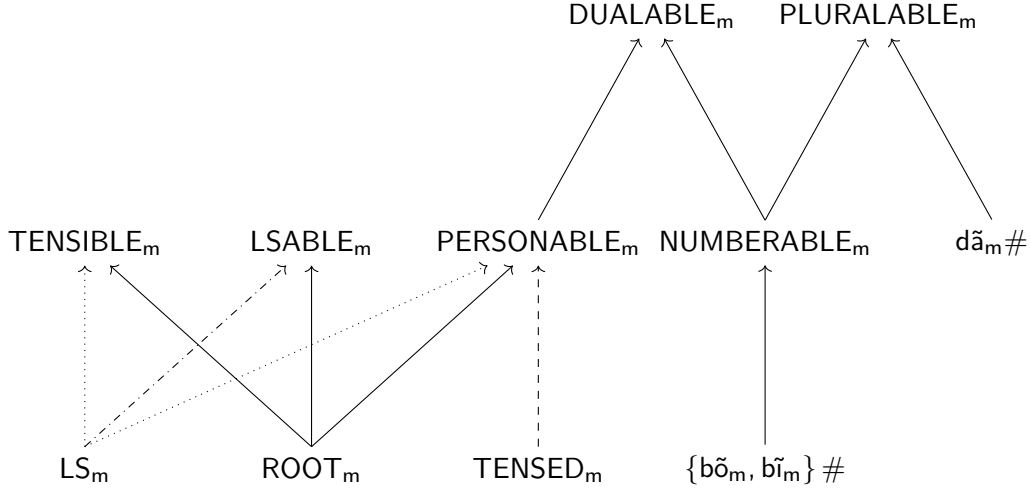 DUALABLEₘ PLURALABLEₘ
TENSIBLEₘ LSABLEₘ PERSONABLEₘ NUMBERABLEₘ dãₘ#
LSₘ ROOTₘ TENSEDₘ {bõₘ, bĩₘ} #